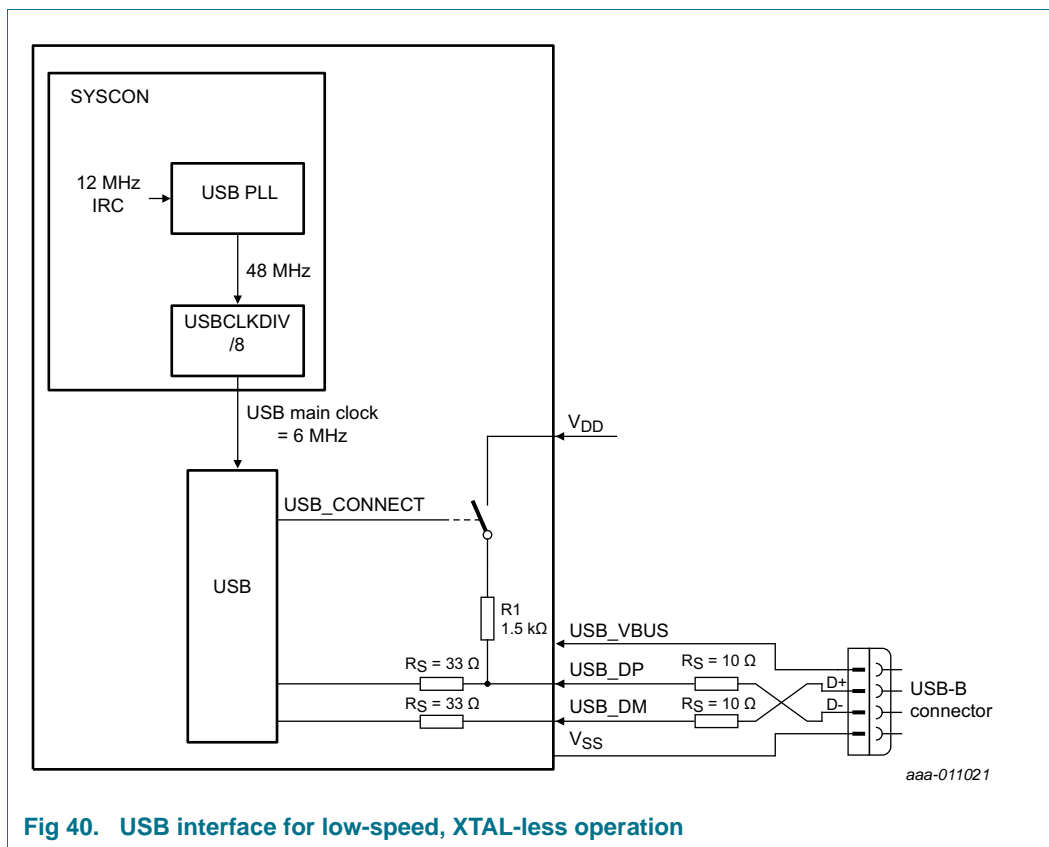 SYSCON
12 MHz
IRC
USB PLL
48 MHz
USBCLKDIV
/8
USB main clock
= 6 MHz
VDD
USB_CONNECT
USB
R1
1.5 kΩ
USB_VBUS
RS = 33 Ω
USB_DP
RS = 10 Ω
D+
USB-B
connector
RS = 33 Ω
USB_DM
RS = 10 Ω
D-
VSS
aaa-011021
Fig 40. USB interface for low-speed, XTAL-less operation